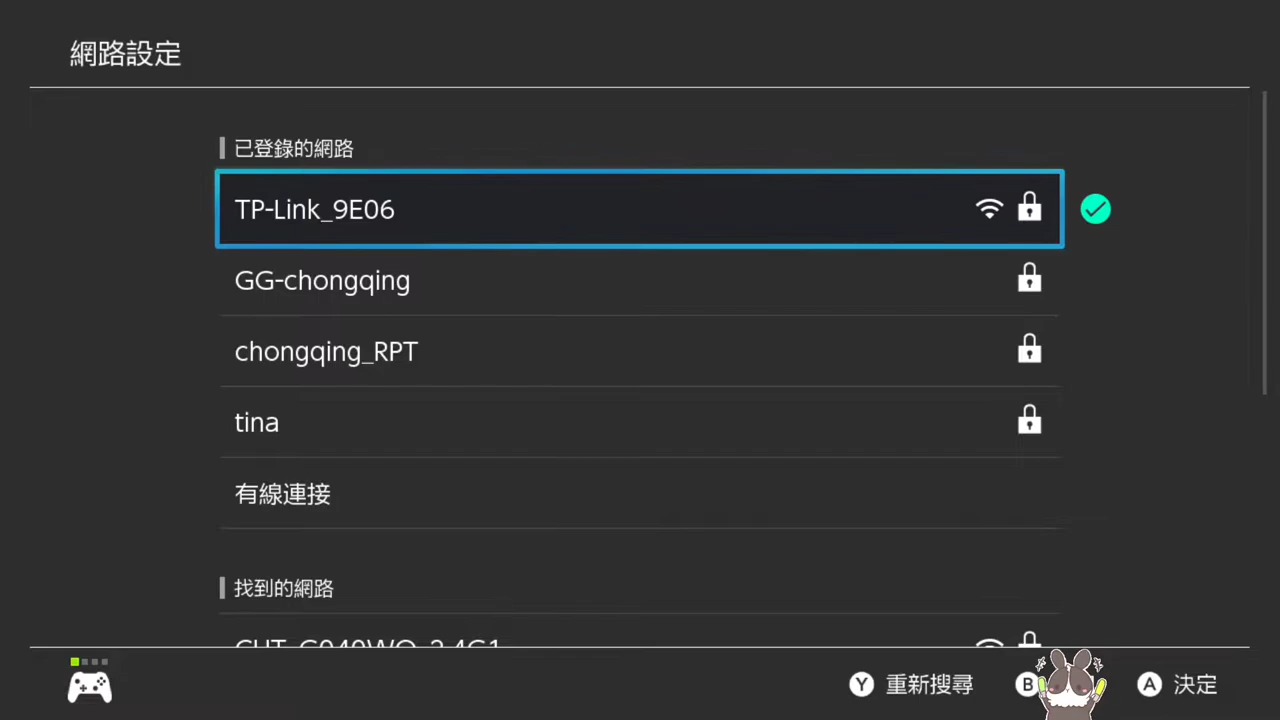 網路設定
已登錄的網路
TP-Link_9E06
GG-chongqing
chongqing_RPT
tina
有線連接
找到的網路
Y 重新搜尋 B A 決定